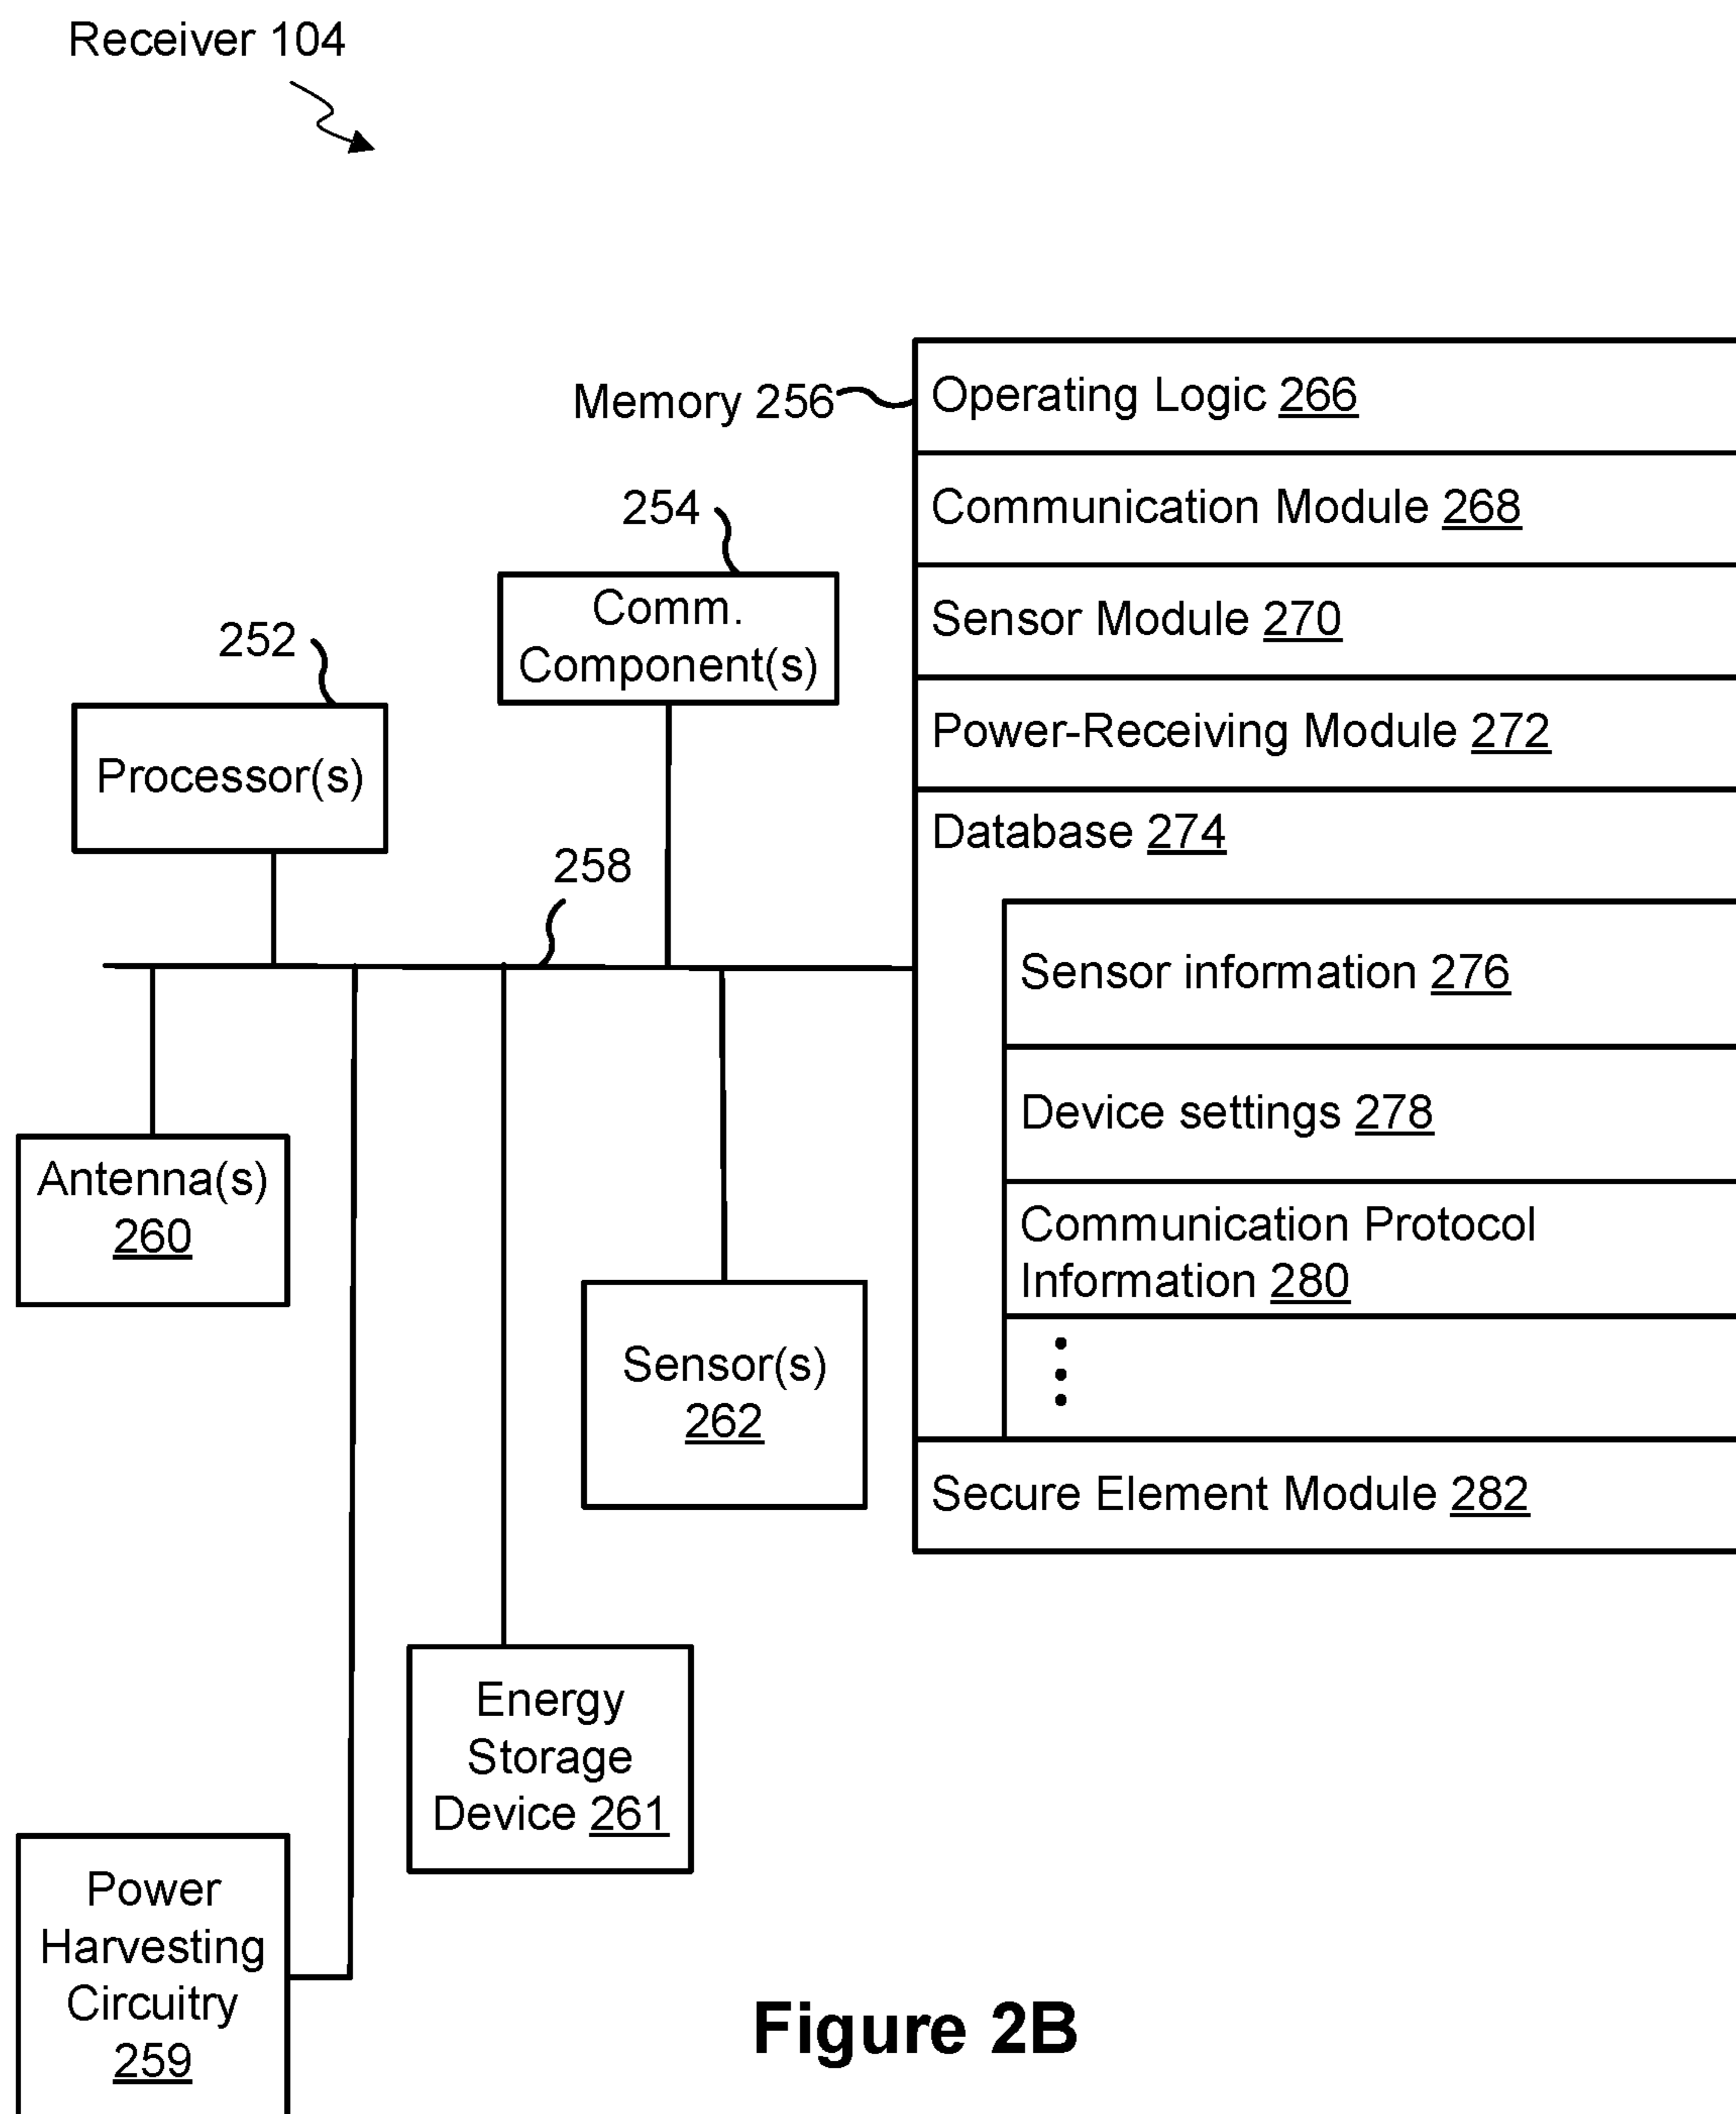 Receiver 104
Memory 256
Operating Logic 266
Communication Module 268
Sensor Module 270
Power-Receiving Module 272
Database 274
Sensor information 276
Device settings 278
Communication Protocol
Information 280
Secure Element Module 282
254
Comm.
Component(s)
252
Processor(s)
258
Antenna(s)
260
Sensor(s)
262
Energy
Storage
Device 261
Power
Harvesting
Circuitry
259
Figure 2B